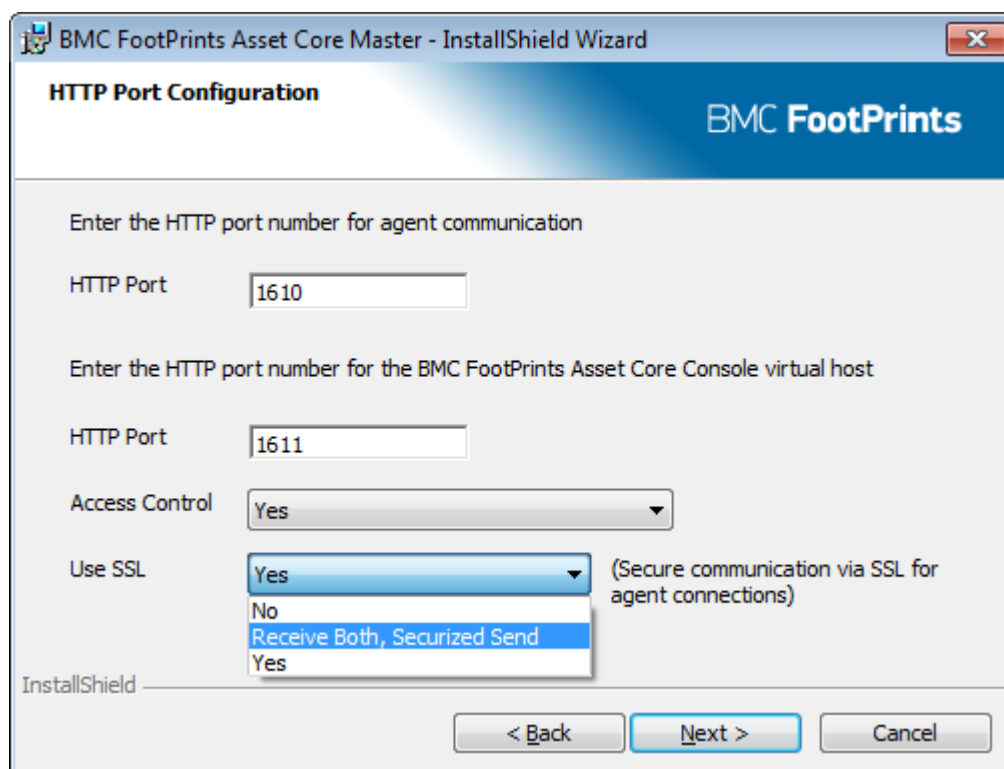 BMC FootPrints Asset Core Master - InstallShield Wizard
HTTP Port Configuration
BMC FootPrints
Enter the HTTP port number for agent communication
HTTP Port
1610
Enter the HTTP port number for the BMC FootPrints Asset Core Console virtual host
HTTP Port
1611
Access Control
Yes
Use SSL
Yes
(Secure communication via SSL for
agent connections)
No
Receive Both, Securized Send
Yes
InstallShield
< Back
Next >
Cancel